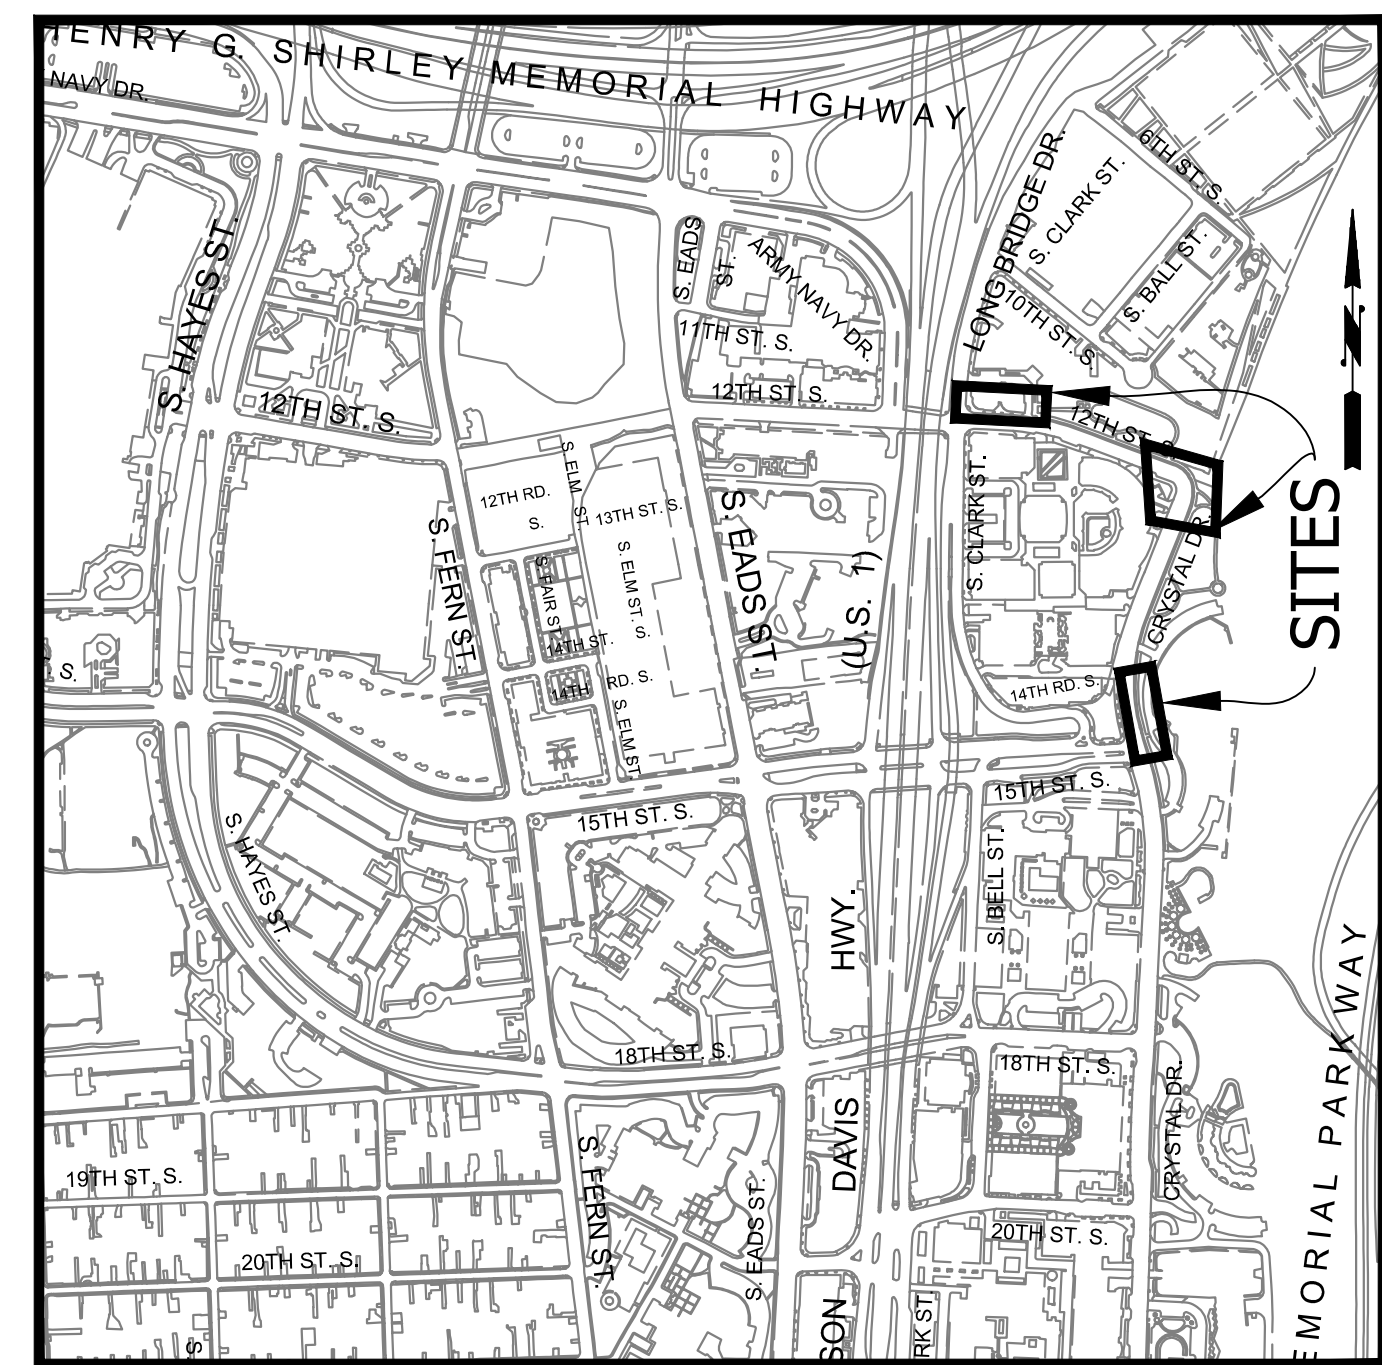 HENRY G. SHIRLEY MEMORIAL HIGHWAY
NAVY DR.
6TH ST. S.
LONG BRIDGE DR.
S. CLARK ST.
S. BALL ST.
10TH ST. S.
S. HAYES ST.
S. EADS
ST.
ARMY NAVY DR.
11TH ST. S.
12TH ST. S.
12TH ST. S.
12TH ST. S.
N
SITES
12TH RD.
S.
S. ELM ST.
13TH ST. S.
S. FERN ST.
S. FAIR ST.
S. ELM ST. S.
14TH ST. S.
14TH RD. S.
S. ELM ST.
S. EADS ST.
(U.S. 1)
S. CLARK ST.
CRYSTAL DR.
14TH RD. S.
S.
15TH ST. S.
15TH ST. S.
S. HAYES ST.
HWY.
S. BELL ST.
18TH ST. S.
18TH ST. S.
DAVIS
CRYSTAL DR.
19TH ST. S.
S. FERN ST.
S. EADS ST.
20TH ST. S.
20TH ST. S.
S
SON
RK ST.
EMORIAL PARKWAY